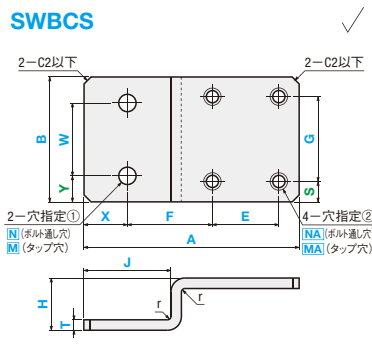 SWBCS
2-C2以下
2-C2以下
B
W
Y
G
S
2-穴指定①
N(ボルト通し穴)
M(タップ穴)
X
F
E
4-穴指定②
NA(ボルト通し穴)
MA(タップ穴)
A
J
H
T
r
r